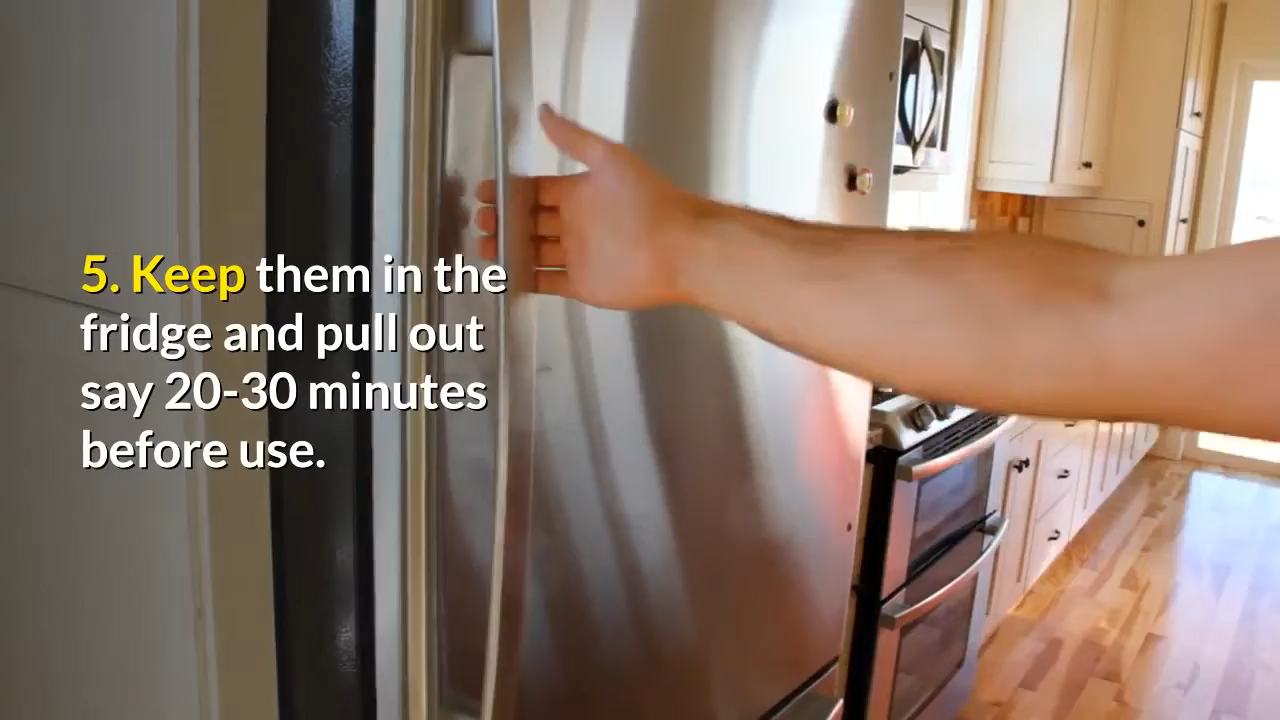 5. Keep them in the
fridge and pull out
say 20-30 minutes
before use.